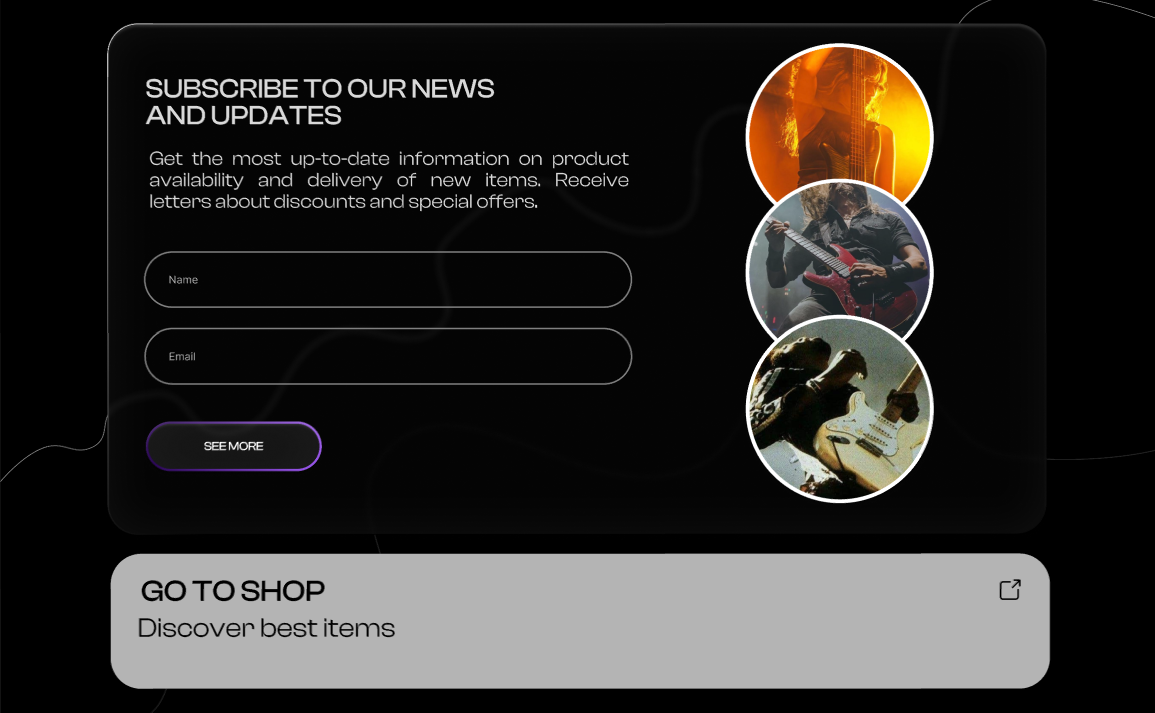 SUBSCRIBE TO OUR NEWS
AND UPDATES
Get the most up-to-date information on product
availability and delivery of new items. Receive
letters about discounts and special offers.
Name
Email
SEE MORE
GO TO SHOP
Discover best items